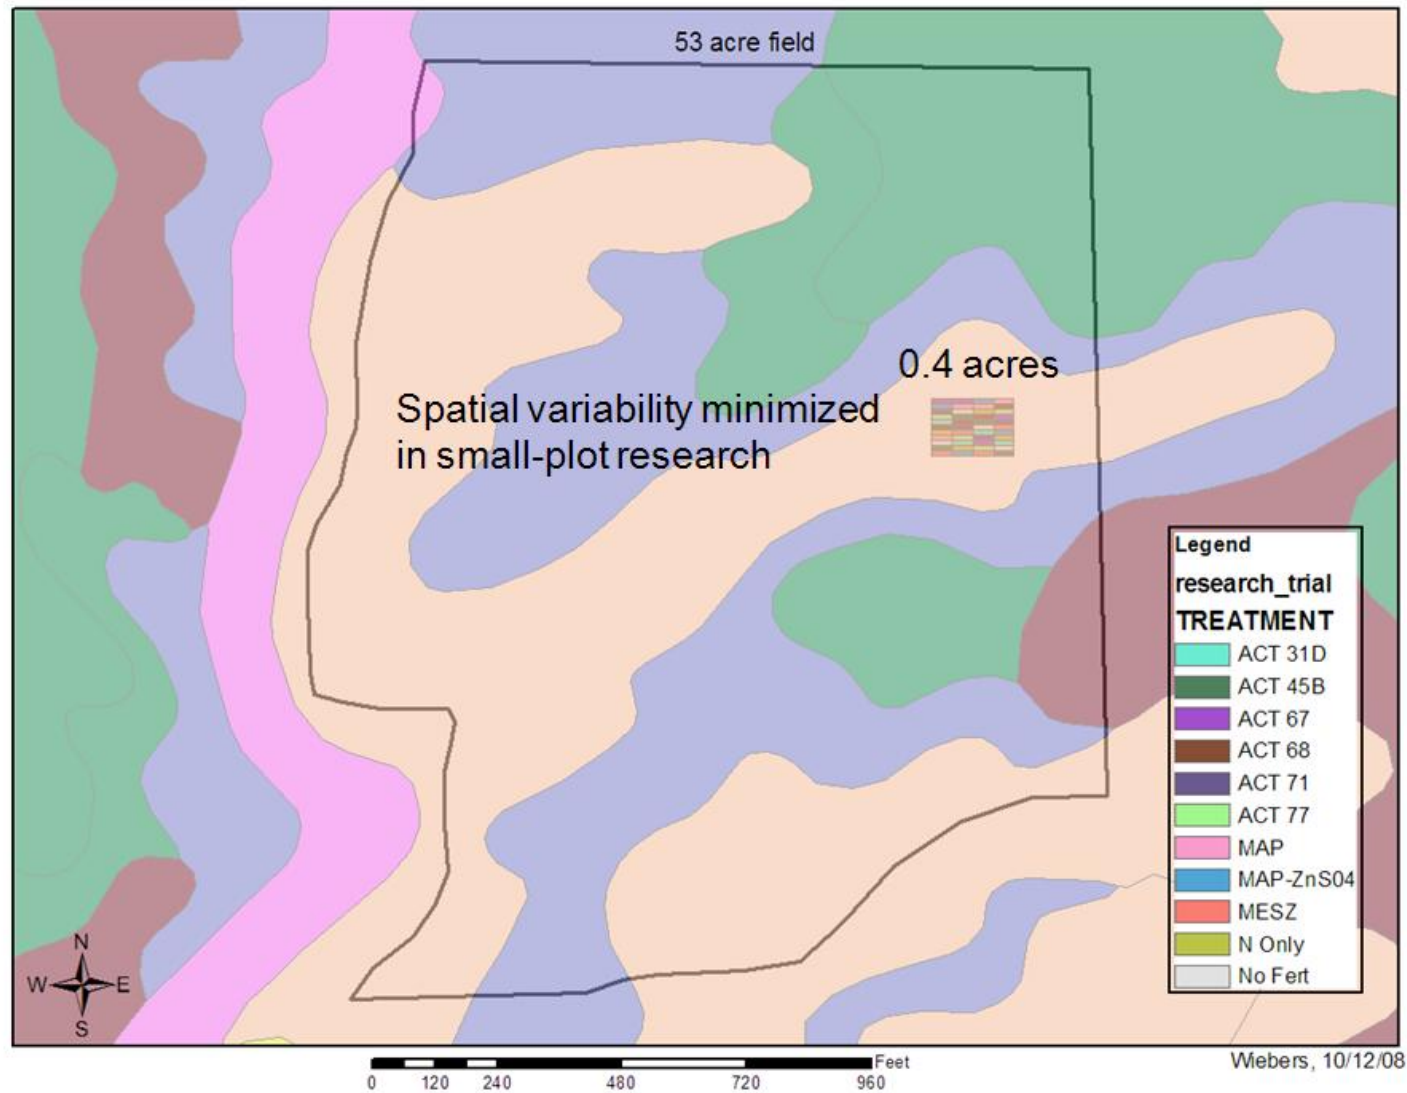 53 acre field
0.4 acres
Spatial variability minimized
in small-plot research
Legend
research_trial
TREATMENT
ACT 31D
ACT 45B
ACT 67
ACT 68
ACT 71
ACT 77
MAP
MAP-ZnS04
MESZ
N Only
No Fert
N
W E
S
Feet
0 120 240 480 720 960
Wiebers, 10/12/08